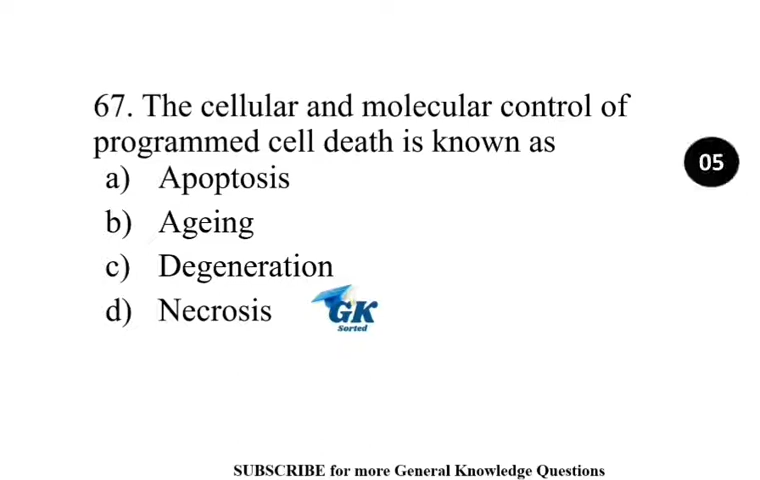 67. The cellular and molecular control of
programmed cell death is known as
05
a) Apoptosis
b) Ageing
c) Degeneration
d) Necrosis
GK
Sorted
SUBSCRIBE for more General Knowledge Questions